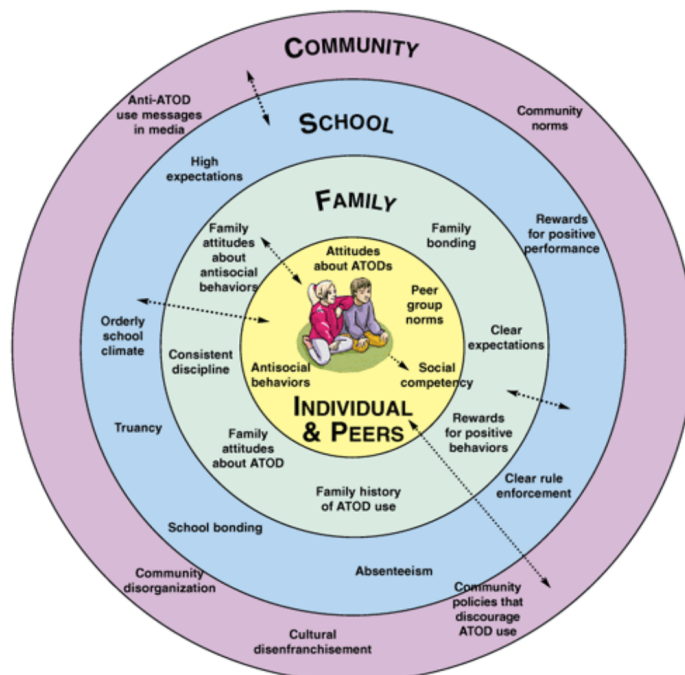 COMMUNITY
Anti-ATOD
use messages
in media
Community
norms
SCHOOL
High
expectations
Rewards
for positive
performance
FAMILY
Family
attitudes
about
antisocial
behaviors
Family
bonding
Attitudes
about ATODs
Peer
group
norms
Orderly
school
climate
Consistent
discipline
Clear
expectations
Antisocial
behaviors
Social
competency
INDIVIDUAL
& PEERS
Truancy
Family
attitudes
about ATOD
Rewards
for positive
behaviors
Family history
of ATOD use
Clear rule
enforcement
School bonding
Absenteeism
Community
disorganization
Community
policies that
discourage
ATOD use
Cultural
disenfranchisement